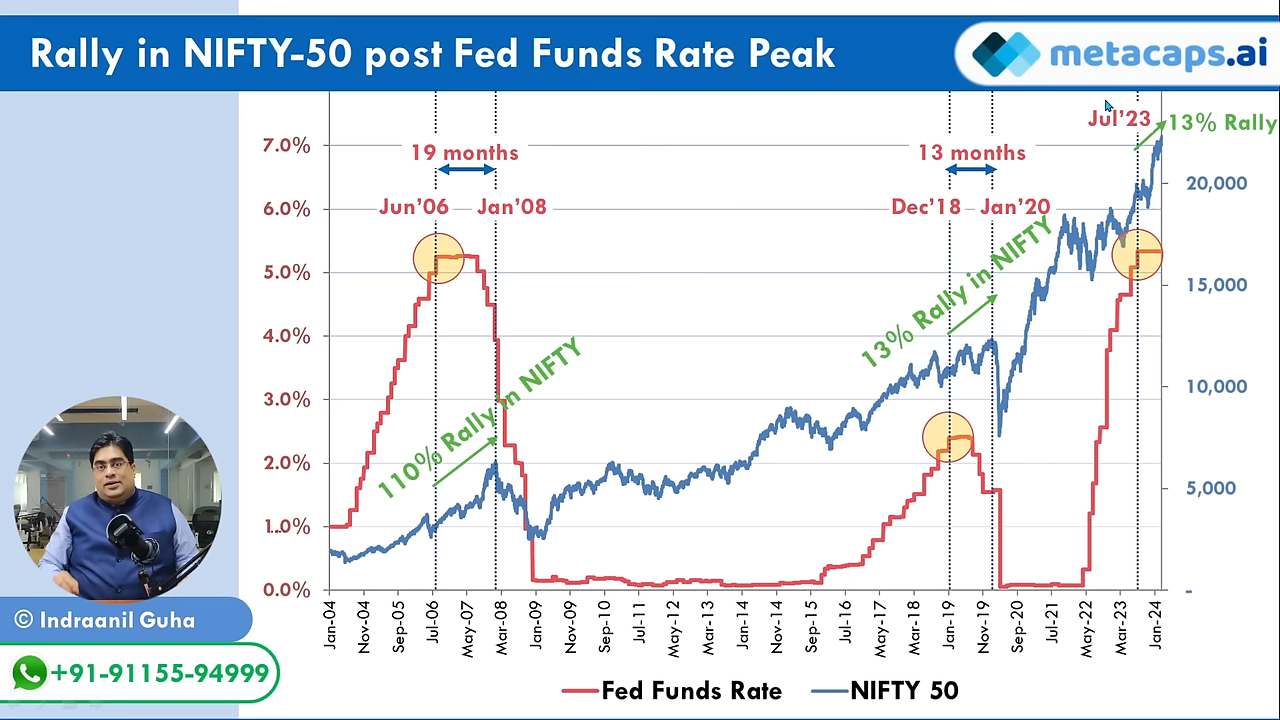 Rally in NIFTY-50 post Fed Funds Rate Peak
metacaps.ai
Jul’23
13% Rally
7.0%
19 months
13 months
20,000
6.0%
Jun’06
Jan’08
Dec’18
Jan’20
5.0%
15,000
4.0%
110% Rally in NIFTY
13% Rally in NIFTY
3.0%
10,000
2.0%
5,000
1.0%
0.0%
-
Jan-04
Nov-04
Sep-05
Jul-06
May-07
Mar-08
Jan-09
Nov-09
Sep-10
Jul-11
May-12
Mar-13
Jan-14
Nov-14
Sep-15
Jul-16
May-17
Mar-18
Jan-19
Nov-19
Sep-20
Jul-21
May-22
Mar-23
Jan-24
© Indraanil Guha
+91-91155-94999
Fed Funds Rate
NIFTY 50